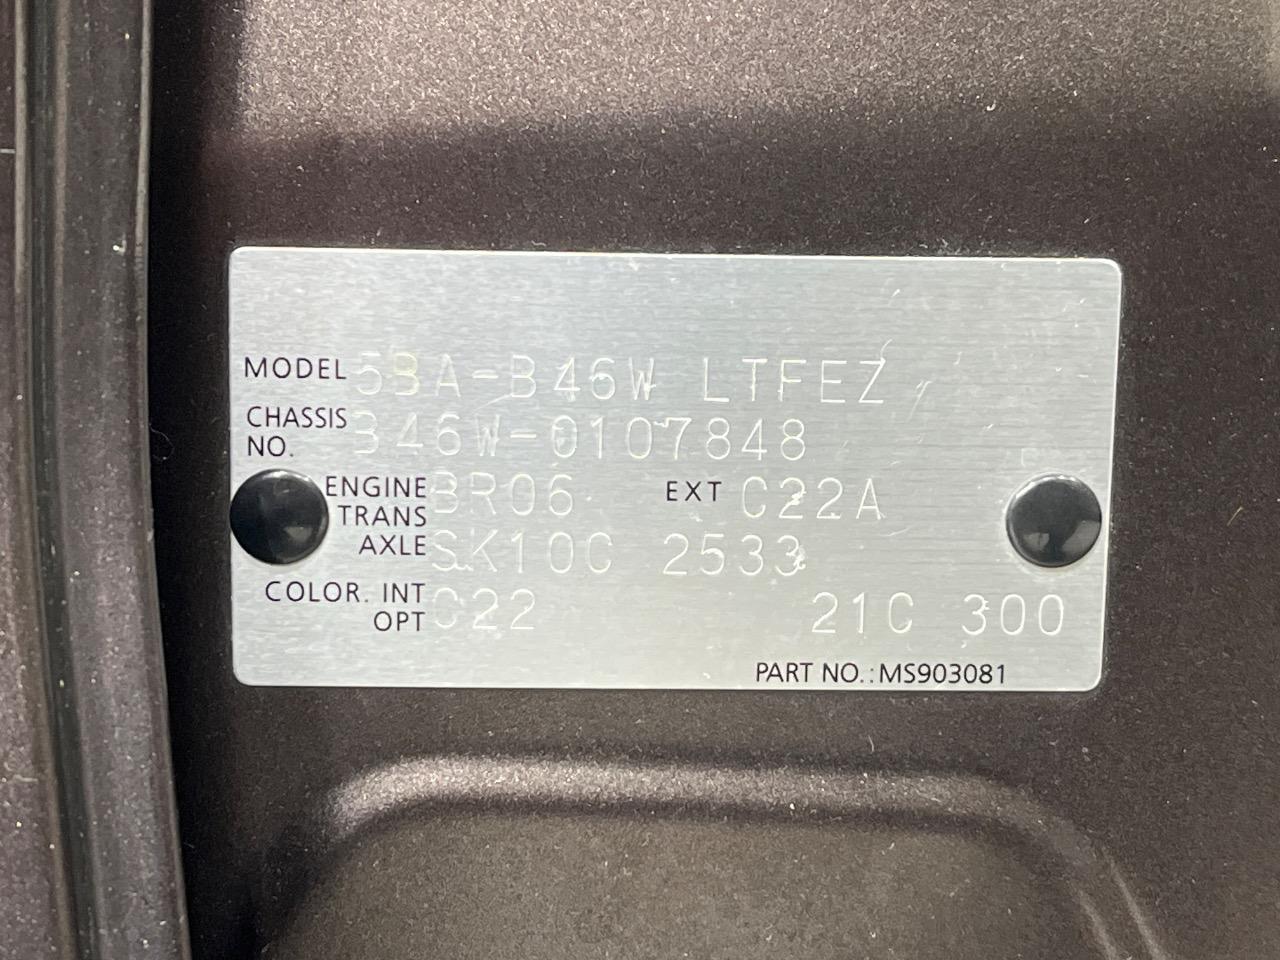 MODEL 5BA-B46W LTFEZ
CHASSIS NO. B46W-0107848
ENGINE BR06 EXT C22A
TRANS
AXLE SK10C 2533
COLOR. INT
OPT C22 21C 300
PART NO.: MS903081